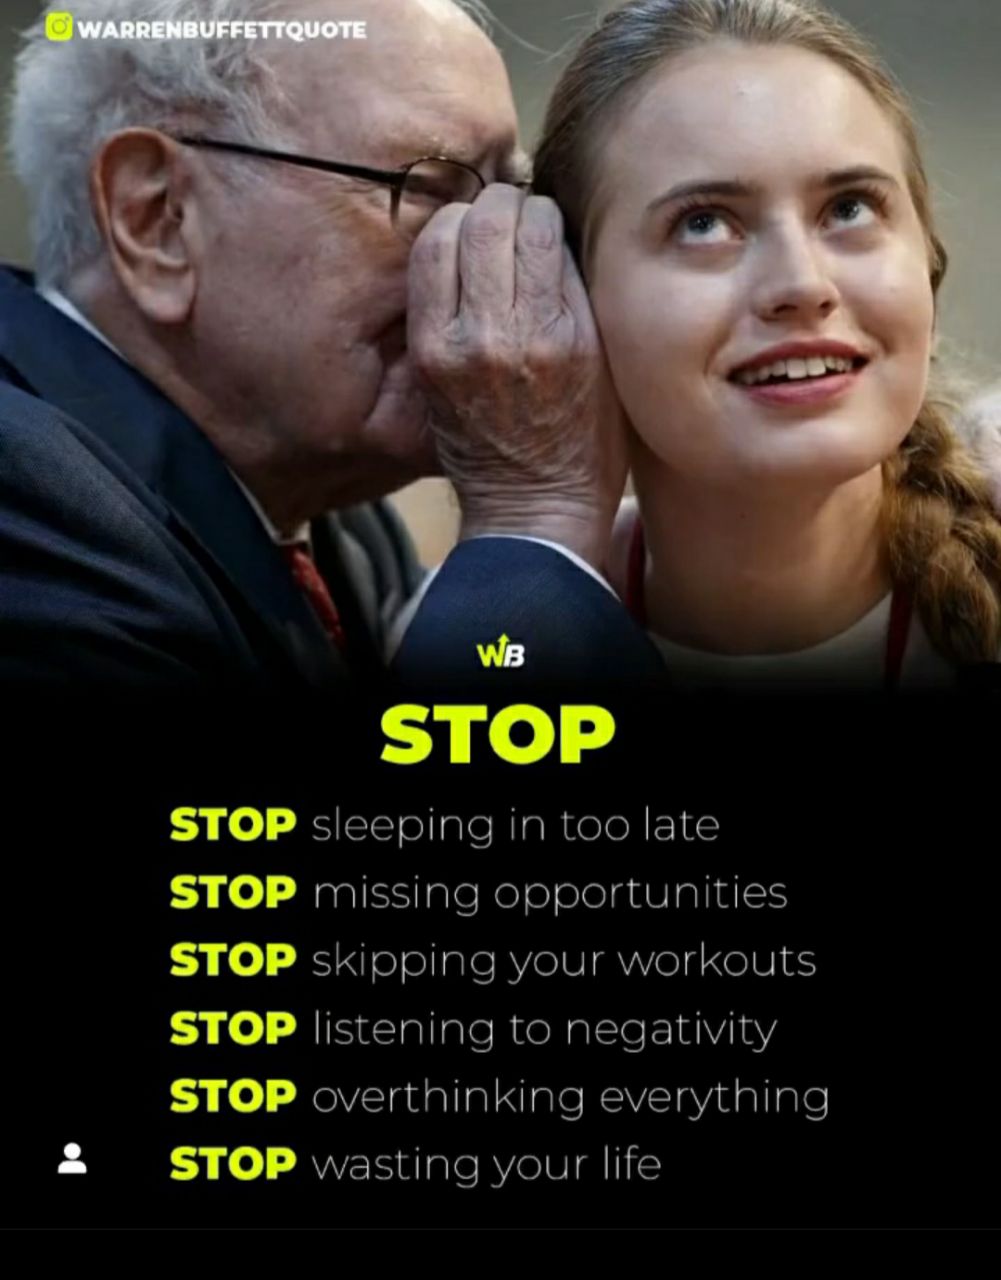 WARRENBUFFETTQUOTE
WB
STOP
STOP sleeping in too late
STOP missing opportunities
STOP skipping your workouts
STOP listening to negativity
STOP overthinking everything
STOP wasting your life